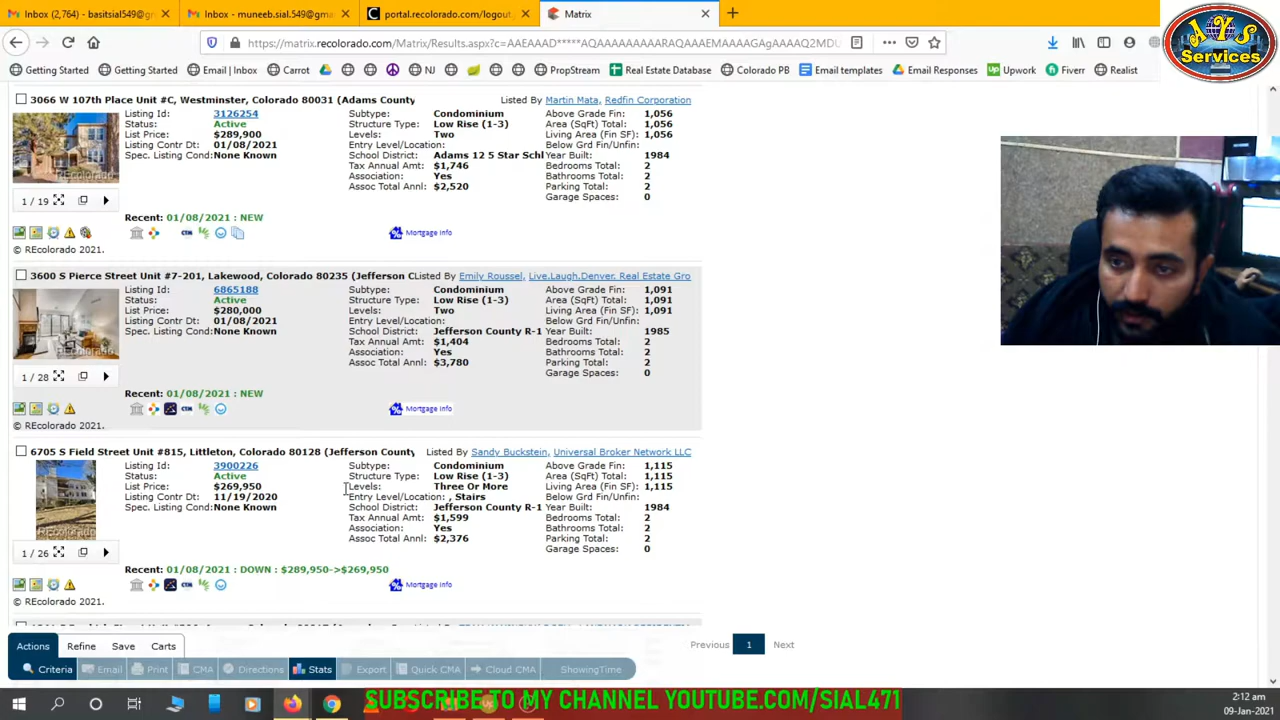 Inbox (2,764) - basitsial549@g
Inbox - muneeb.sial.549@gma
portal.recolorado.com/logout
Matrix
https://matrix.recolorado.com/Matrix/Results.aspx?c=AAEAAAD*****AQAAAAAAAAARAQAAAEMAAAAGAgAAAAQ2MDU
Getting Started
Getting Started
Email | Inbox
Carrot
NJ
PropStream
Real Estate Database
Colorado PB
Email templates
Email Responses
Upwork
Fiverr
Realist
AYS
Services
3066 W 107th Place Unit #C, Westminster, Colorado 80031 (Adams County
Listed By Martin Mata, Redfin Corporation
Listing Id: 3126254
Subtype: Condominium
Above Grade Fin: 1,056
Status: Active
Structure Type: Low Rise (1-3)
Area (SqFt) Total: 1,056
List Price: $289,900
Levels: Two
Living Area (Fin SF): 1,056
Listing Contr Dt: 01/08/2021
Entry Level/Location:
Below Grd Fin/Unfin:
Spec. Listing Cond: None Known
School District: Adams 12 5 Star Schl
Year Built: 1984
Tax Annual Amt: $1,746
Bedrooms Total: 2
Association: Yes
Bathrooms Total: 2
Assoc Total Annl: $2,520
Parking Total: 2
Garage Spaces: 0
REcolorado
1 / 19
Recent: 01/08/2021 : NEW
CTM
Mortgage info
© REcolorado 2021.
3600 S Pierce Street Unit #7-201, Lakewood, Colorado 80235 (Jefferson C
Listed By Emily Roussel, Live.Laugh.Denver. Real Estate Gro
Listing Id: 6865188
Subtype: Condominium
Above Grade Fin: 1,091
Status: Active
Structure Type: Low Rise (1-3)
Area (SqFt) Total: 1,091
List Price: $280,000
Levels: Two
Living Area (Fin SF): 1,091
Listing Contr Dt: 01/08/2021
Entry Level/Location:
Below Grd Fin/Unfin:
Spec. Listing Cond: None Known
School District: Jefferson County R-1
Year Built: 1985
Tax Annual Amt: $1,404
Bedrooms Total: 2
Association: Yes
Bathrooms Total: 2
Assoc Total Annl: $3,780
Parking Total: 2
Garage Spaces: 0
REcolorado
1 / 28
Recent: 01/08/2021 : NEW
CTM
Mortgage info
© REcolorado 2021.
6705 S Field Street Unit #815, Littleton, Colorado 80128 (Jefferson County
Listed By Sandy Buckstein, Universal Broker Network LLC
Listing Id: 3900226
Subtype: Condominium
Above Grade Fin: 1,115
Status: Active
Structure Type: Low Rise (1-3)
Area (SqFt) Total: 1,115
List Price: $269,950
Levels: Three Or More
Living Area (Fin SF): 1,115
Listing Contr Dt: 11/19/2020
Entry Level/Location: , Stairs
Below Grd Fin/Unfin:
Spec. Listing Cond: None Known
School District: Jefferson County R-1
Year Built: 1984
Tax Annual Amt: $1,599
Bedrooms Total: 2
Association: Yes
Bathrooms Total: 2
Assoc Total Annl: $2,376
Parking Total: 2
Garage Spaces: 0
REcolorado
1 / 26
Recent: 01/08/2021 : DOWN : $289,950->$269,950
CTM
Mortgage info
© REcolorado 2021.
Actions
Refine
Save
Carts
Previous
1
Next
Criteria
Email
Print
CMA
Directions
Stats
Export
Quick CMA
Cloud CMA
ShowingTime
SUBSCRIBE TO MY CHANNEL YOUTUBE.COM/SIAL471
2:12 am
09-Jan-2021